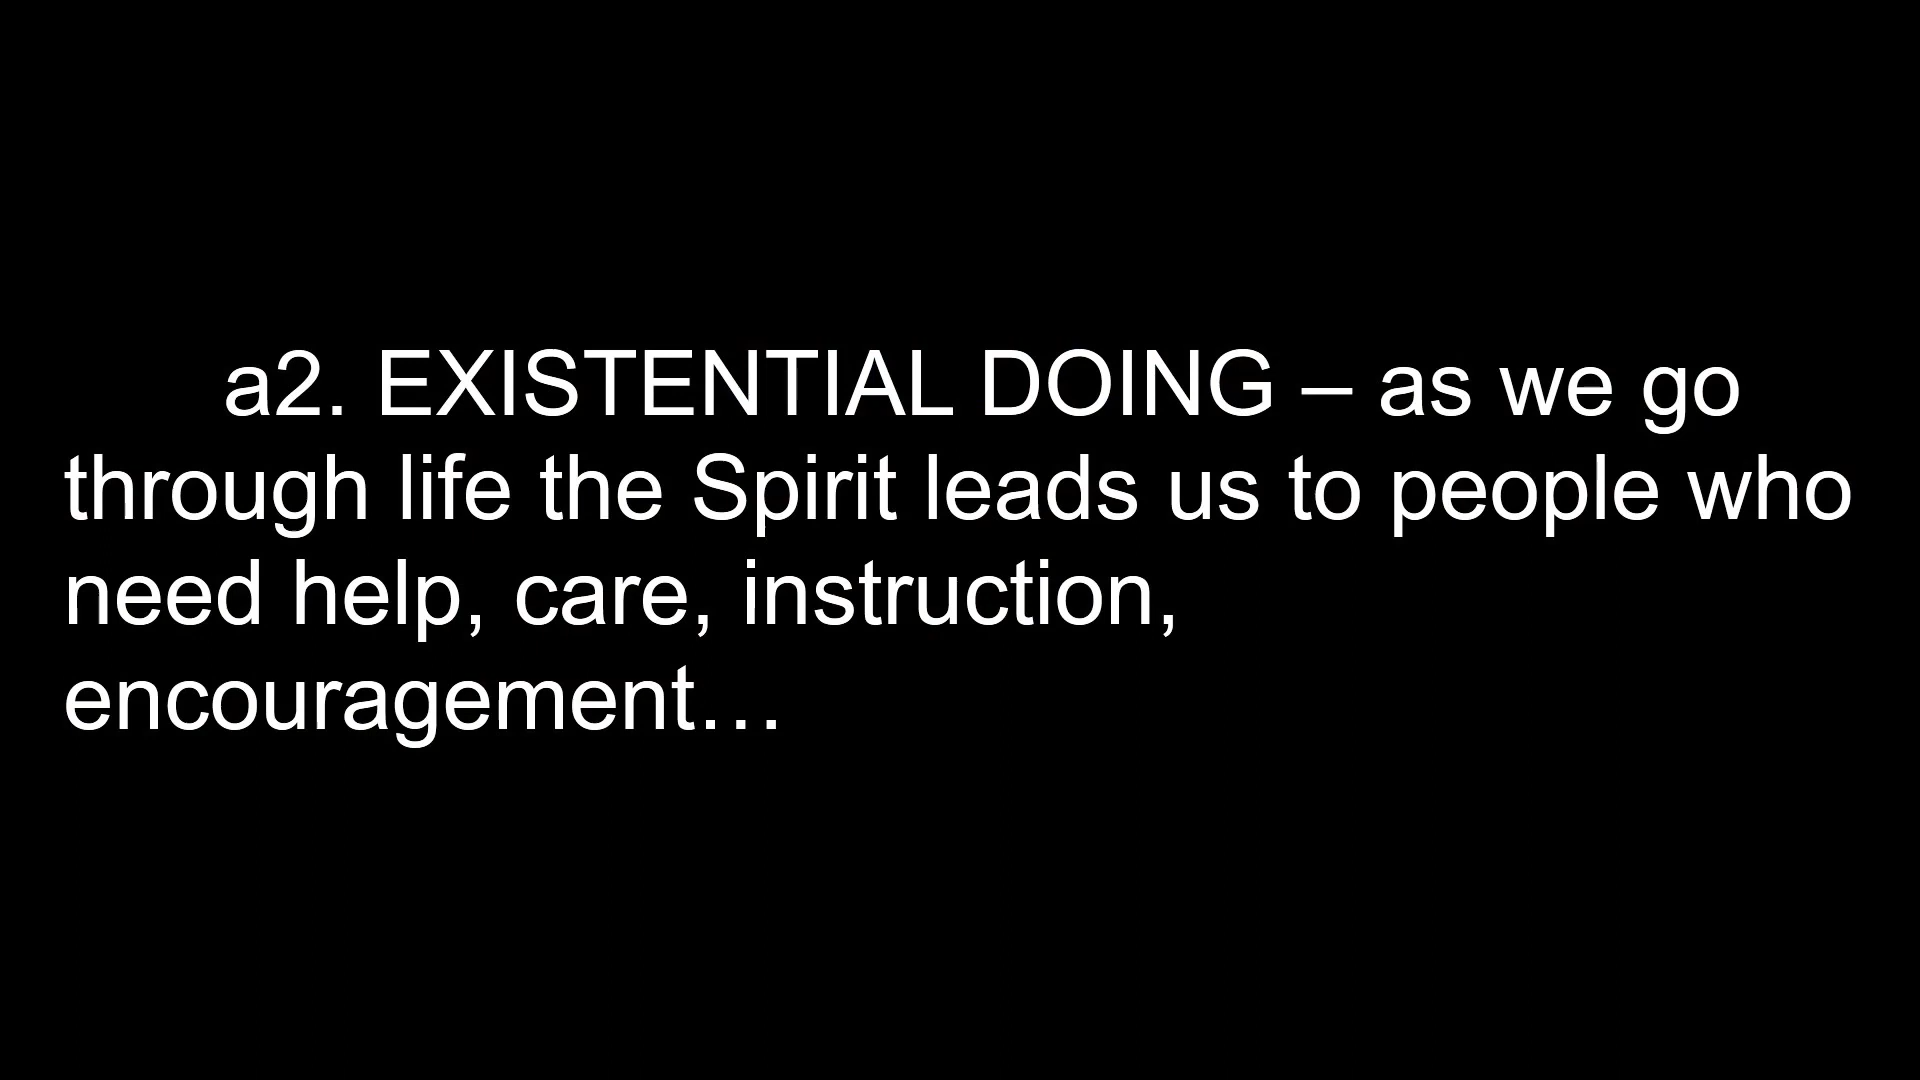 a2. EXISTENTIAL DOING – as we go
through life the Spirit leads us to people who
need help, care, instruction,
encouragement…